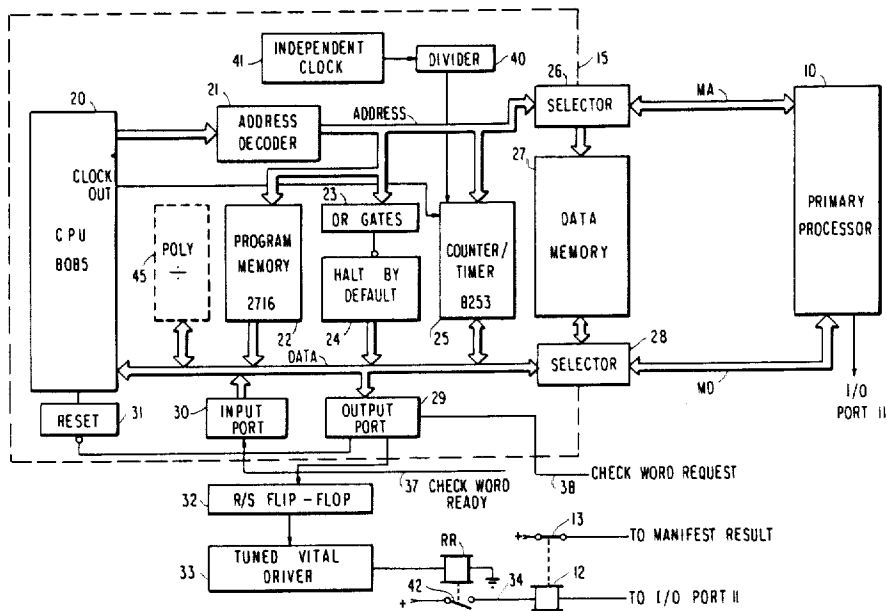 41
INDEPENDENT
CLOCK
DIVIDER
40
15
26
SELECTOR
MA
10
20
21
ADDRESS
DECODER
ADDRESS
CLOCK
OUT
CPU
8085
23
OR GATES
27
DATA
MEMORY
PRIMARY
PROCESSOR
45
POLY
÷
PROGRAM
MEMORY
2716
22
HALT BY
DEFAULT
24
COUNTER/
TIMER
8253
25
28
SELECTOR
DATA
MD
I/O
PORT 11
RESET
31
30
INPUT
PORT
OUTPUT
PORT
29
37 CHECK WORD
READY
38
CHECK WORD REQUEST
32
R/S FLIP-FLOP
33
TUNED VITAL
DRIVER
RR
42
34
+
+
13
TO MANIFEST RESULT
12
TO I/O PORT 11